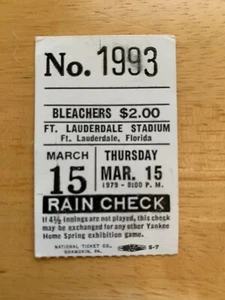 No. 1993
BLEACHERS $2.00
FT. LAUDERDALE STADIUM
Ft. Lauderdale, Florida
MARCH
15
THURSDAY
MAR. 15
1979 - 8:00 P. M.
RAIN CHECK
If 4½ innings are not played, this check
may be exchanged for any other Yankee
Home Spring exhibition game.
NATIONAL TICKET CO.
SHAMOKIN, PA.
S-7